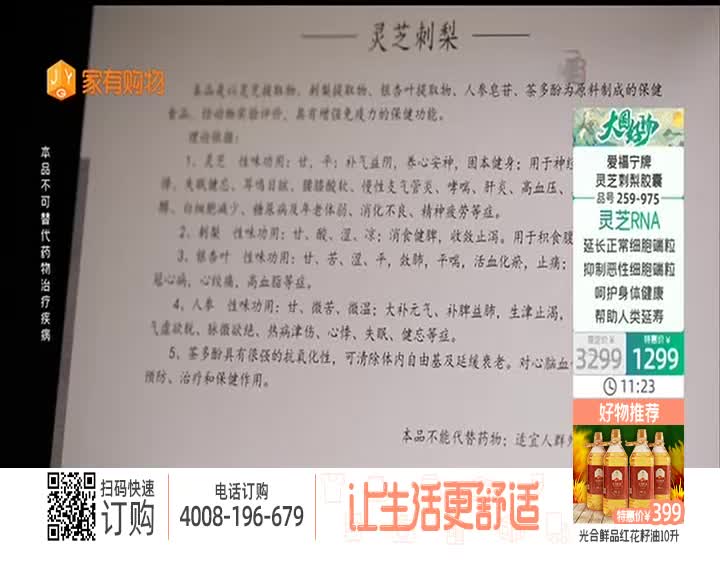 灵芝刺梨
JYG 家有购物
本品是以灵芝提取物、刺梨提取物、银杏叶提取物、人参皂苷、茶多酚为原料制成的保健
食品，经动物实验评价，具有增强免疫力的保健功能。
理论依据：
1、灵芝 性味功用：甘，平；补气益阴，养心安神，固本健身；用于神经
失眠健忘、耳鸣目眩、腰膝酸软、慢性支气管炎、哮喘、肝炎、高血压、
白细胞减少、糖尿病及年老体弱、消化不良、精神疲劳等症。
2、刺梨 性味功用：甘、酸、涩、凉；消食健脾，收敛止泻。用于积食腹
3、银杏叶 性味功用：甘、苦、涩、平，敛肺，平喘，活血化瘀，止痛；
冠心病，心绞痛，高血脂等症。
4、人参 性味功用：甘、微苦、微温；大补元气、补脾益肺，生津止渴，
气虚欲脱、脉微欲绝、热病津伤、心悸、失眠、健忘等症。
5、茶多酚具有很强的抗氧化性，可清除体内自由基及延缓衰老。对心脑血
预防、治疗和保健作用。
本品不能代替药物；适宜人群
本品不可替代药物治疗疾病
大国好物
爱福宁牌
灵芝刺梨胶囊
品号 259-975
灵芝RNA
延长正常细胞端粒
抑制恶性细胞端粒
呵护身体健康
帮助人类延寿
3299
特惠价¥
1299
11:23
好物推荐
特惠价¥399
光合鲜品红花籽油10升
扫码快速
订购
电话订购
4008-196-679
让生活更舒适